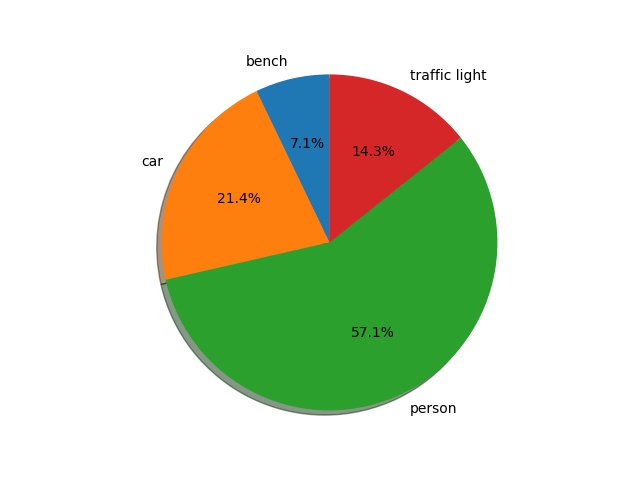 bench
traffic light
7.1%
14.3%
car
21.4%
57.1%
person